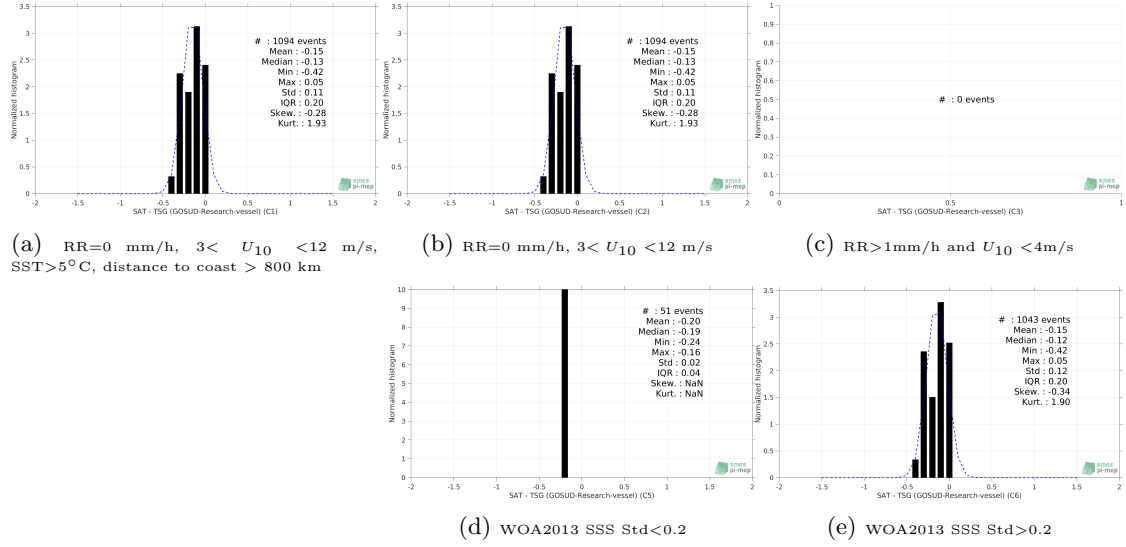 3.5
3
2.5
2
1.5
1
0.5
0
Normalized histogram
# : 1094 events
Mean : -0.15
Median : -0.13
Min : -0.42
Max : 0.05
Std : 0.11
IQR : 0.20
Skew. : -0.28
Kurt. : 1.93
smos
pi-mep
-2 -1.5 -1 -0.5 0 0.5 1 1.5 2
SAT - TSG (GOSUD-Research-vessel) (C1)
(a) RR=0 mm/h, 3< U10 <12 m/s,
SST>5°C, distance to coast > 800 km
3.5
3
2.5
2
1.5
1
0.5
0
Normalized histogram
# : 1094 events
Mean : -0.15
Median : -0.13
Min : -0.42
Max : 0.05
Std : 0.11
IQR : 0.20
Skew. : -0.28
Kurt. : 1.93
smos
pi-mep
-2 -1.5 -1 -0.5 0 0.5 1 1.5 2
SAT - TSG (GOSUD-Research-vessel) (C2)
(b) RR=0 mm/h, 3< U10 <12 m/s
1
0.9
0.8
0.7
0.6
0.5
0.4
0.3
0.2
0.1
0
Normalized histogram
# : 0 events
smos
pi-mep
0 0.5 1
SAT - TSG (GOSUD-Research-vessel) (C3)
(c) RR>1mm/h and U10 <4m/s
10
9
8
7
6
5
4
3
2
1
0
Normalized histogram
# : 51 events
Mean : -0.20
Median : -0.19
Min : -0.24
Max : -0.16
Std : 0.02
IQR : 0.04
Skew. : NaN
Kurt. : NaN
smos
pi-mep
-2 -1.5 -1 -0.5 0 0.5 1 1.5 2
SAT - TSG (GOSUD-Research-vessel) (C5)
(d) WOA2013 SSS Std<0.2
3.5
3
2.5
2
1.5
1
0.5
0
Normalized histogram
# : 1043 events
Mean : -0.15
Median : -0.12
Min : -0.42
Max : 0.05
Std : 0.12
IQR : 0.20
Skew. : -0.34
Kurt. : 1.90
smos
pi-mep
-2 -1.5 -1 -0.5 0 0.5 1 1.5 2
SAT - TSG (GOSUD-Research-vessel) (C6)
(e) WOA2013 SSS Std>0.2